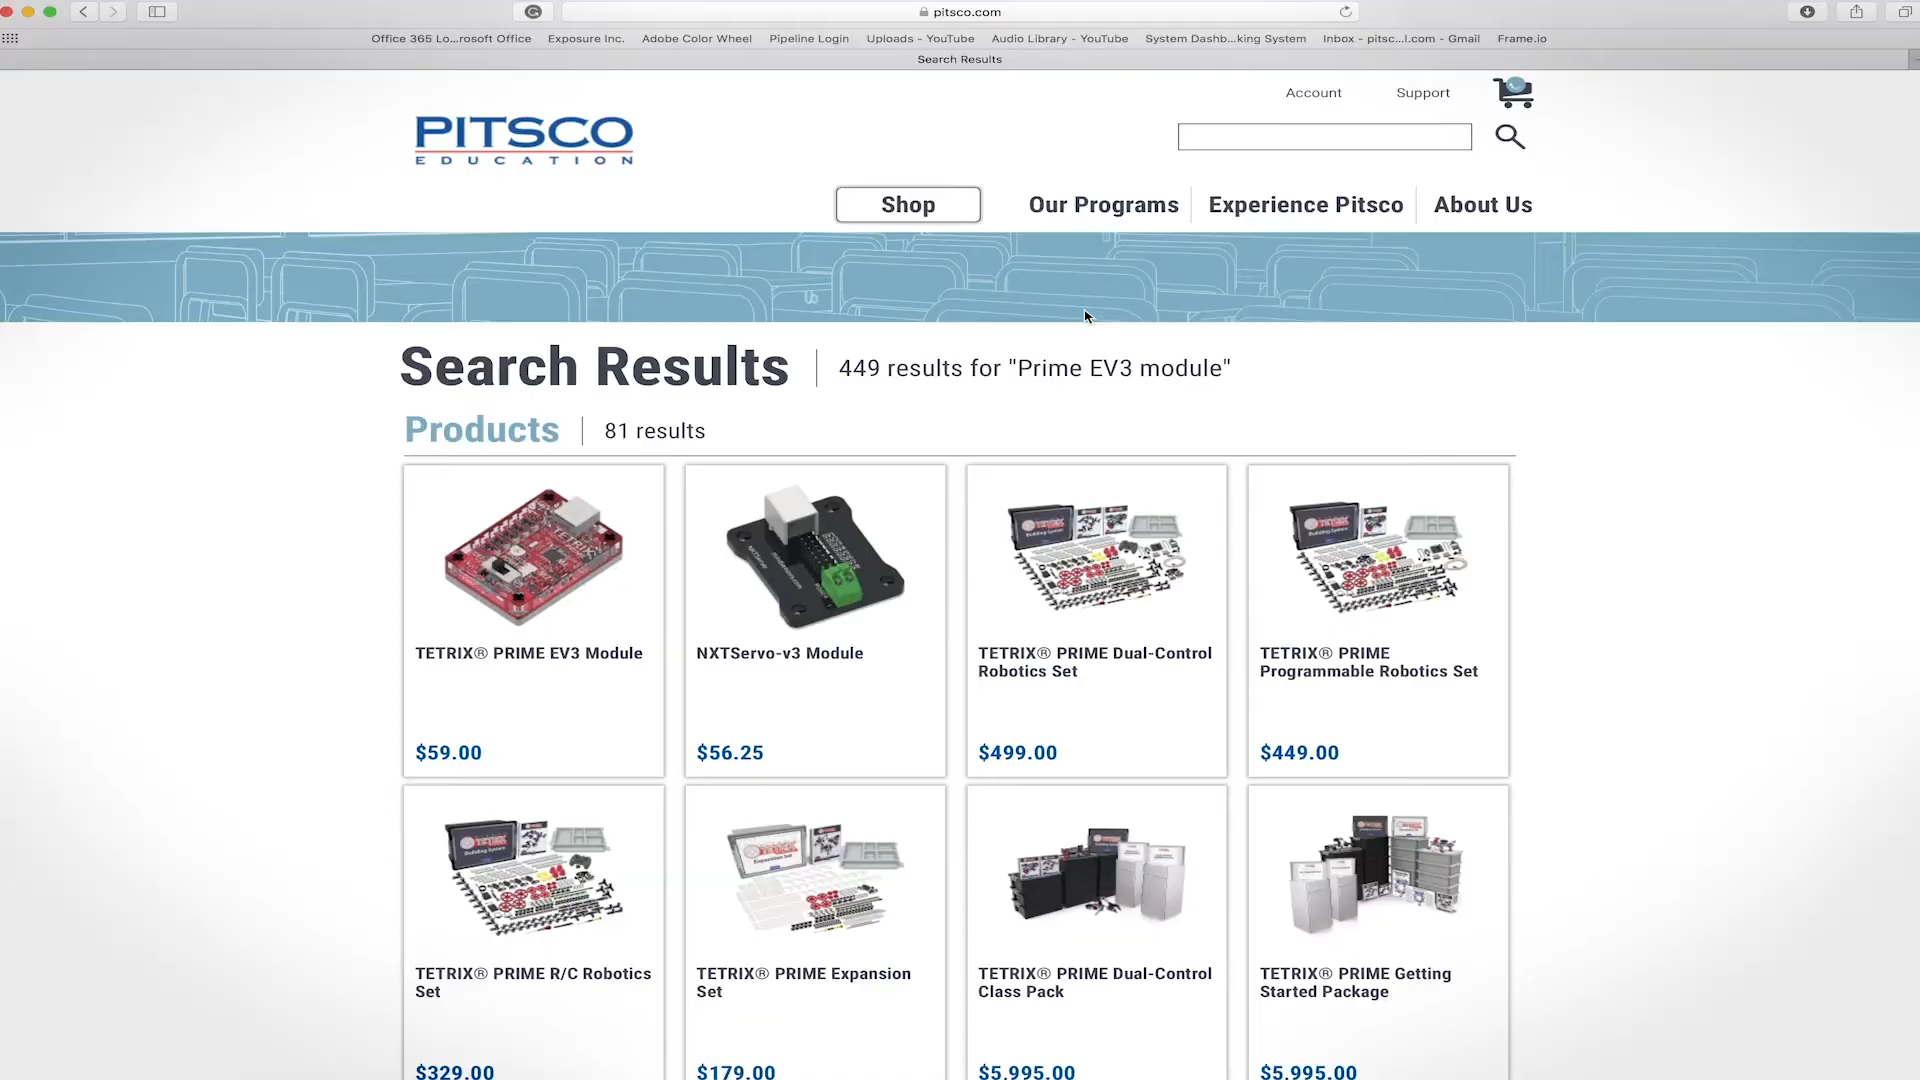 pitsco.com
Office 365 Lo...rosoft Office Exposure Inc. Adobe Color Wheel Pipeline Login Uploads - YouTube Audio Library - YouTube System Dashb...king System Inbox - pitsc...l.com - Gmail Frame.io
Search Results
Account Support
PITSCO
EDUCATION
Shop Our Programs Experience Pitsco About Us
Search Results 449 results for "Prime EV3 module"
Products 81 results
TETRIX® PRIME EV3 Module
$59.00
NXTServo-v3 Module
$56.25
TETRIX® PRIME Dual-Control
Robotics Set
$499.00
TETRIX® PRIME
Programmable Robotics Set
$449.00
TETRIX® PRIME R/C Robotics
Set
$329.00
TETRIX® PRIME Expansion
Set
$179.00
TETRIX® PRIME Dual-Control
Class Pack
$5,995.00
TETRIX® PRIME Getting
Started Package
$5,995.00